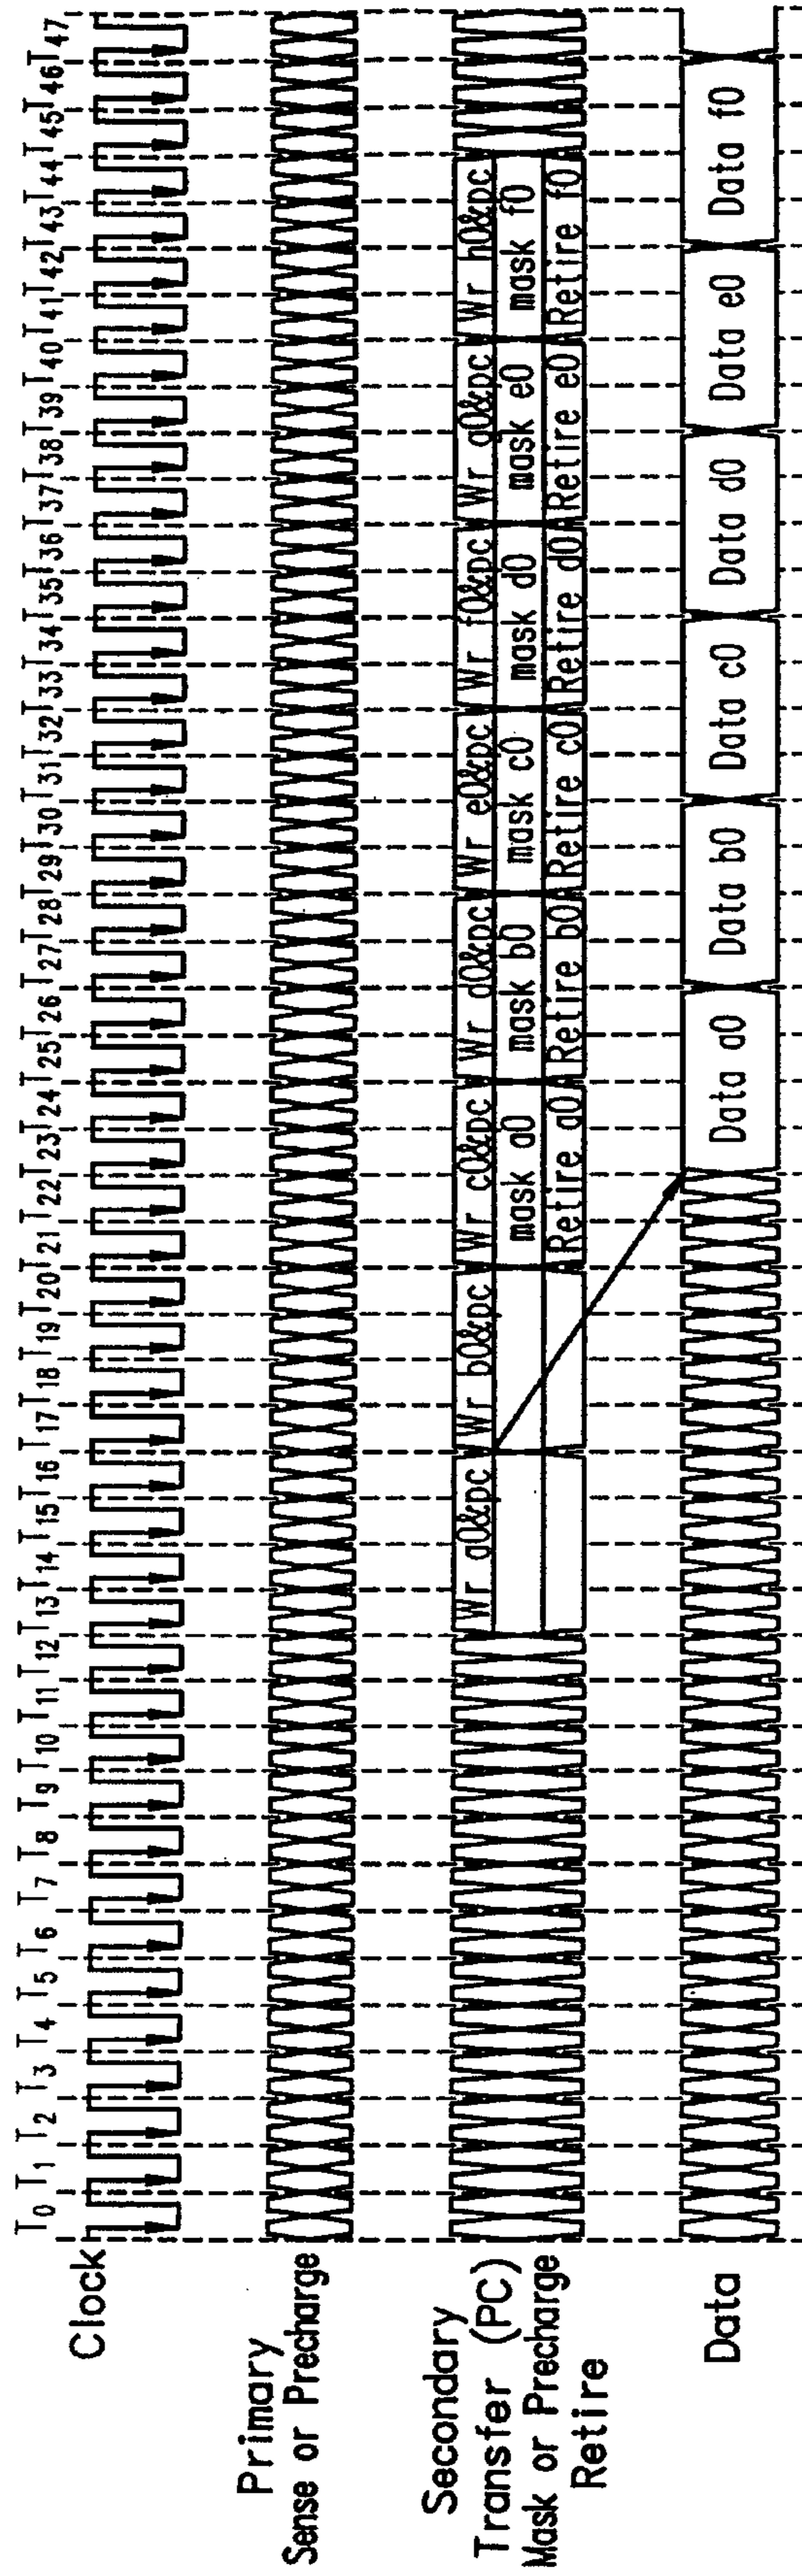 T0 T1 T2 T3 T4 T5 T6 T7 T8 T9 T10 T11 T12 T13 T14 T15 T16 T17 T18 T19 T20 T21 T22 T23 T24 T25 T26 T27 T28 T29 T30 T31 T32 T33 T34 T35 T36 T37 T38 T39 T40 T41 T42 T43 T44 T45 T46 T47
Clock
Primary
Sense or Precharge
Secondary
Transfer (PC)
Mask or Precharge
Retire
Wr a0&pc Wr b0&pc Wr c0&pc Wr d0&pc Wr e0&pc Wr f0&pc Wr g0&pc Wr h0&pc
mask a0 mask b0 mask c0 mask d0 mask e0 mask f0
Retire a0 Retire b0 Retire c0 Retire d0 Retire e0 Retire f0
Data
Data a0 Data b0 Data c0 Data d0 Data e0 Data f0